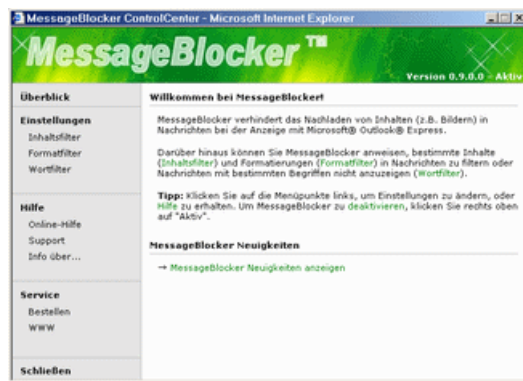 MessageBlocker ControlCenter - Microsoft Internet Explorer
MessageBlocker ™
Version 0.9.0.0 - Aktiv
Überblick
Einstellungen
Inhaltsfilter
Formatfilter
Wortfilter
Hilfe
Online-Hilfe
Support
Info über...
Service
Bestellen
WWW
Schließen
Willkommen bei MessageBlocker!
MessageBlocker verhindert das Nachladen von Inhalten (z.B. Bildern) in
Nachrichten bei der Anzeige mit Microsoft® Outlook® Express.
Darüber hinaus können Sie MessageBlocker anweisen, bestimmte Inhalte
(Inhaltsfilter) und Formatierungen (Formatfilter) in Nachrichten zu filtern oder
Nachrichten mit bestimmten Begriffen nicht anzuzeigen (Wortfilter).
Tipp: Klicken Sie auf die Menüpunkte links, um Einstellungen zu ändern, oder
Hilfe zu erhalten. Um MessageBlocker zu deaktivieren, klicken Sie rechts oben
auf "Aktiv".
MessageBlocker Neuigkeiten
→ MessageBlocker Neuigkeiten anzeigen